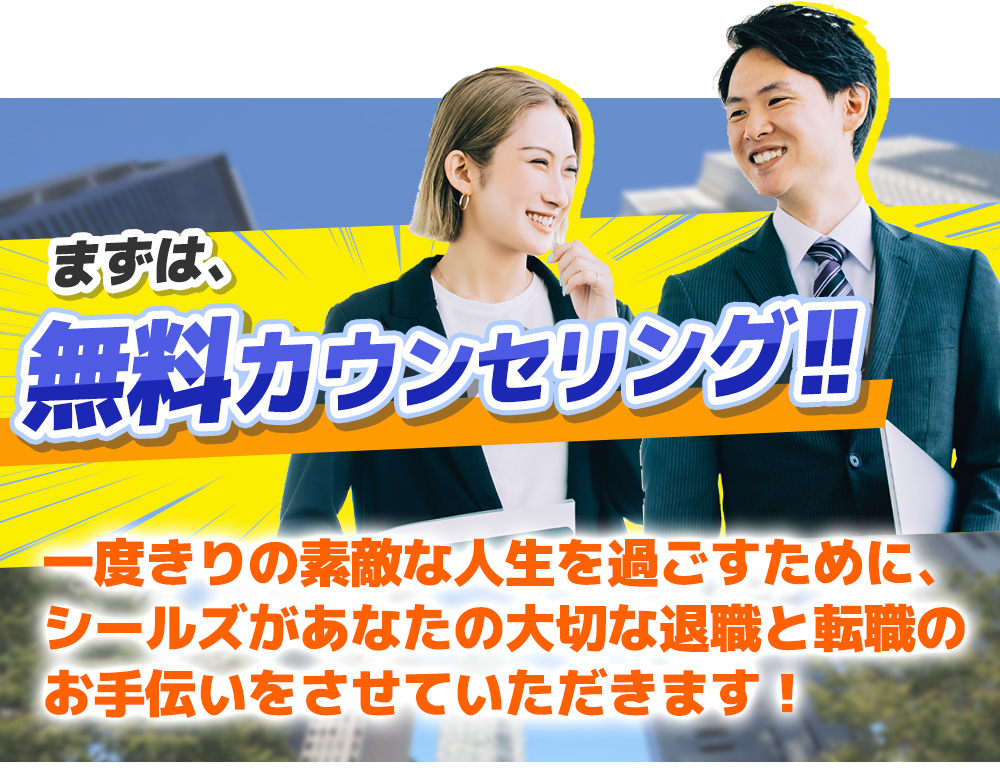 まずは、
無料カウンセリング!!
一度きりの素敵な人生を過ごすために、
シールズがあなたの大切な退職と転職の
お手伝いをさせていただきます！